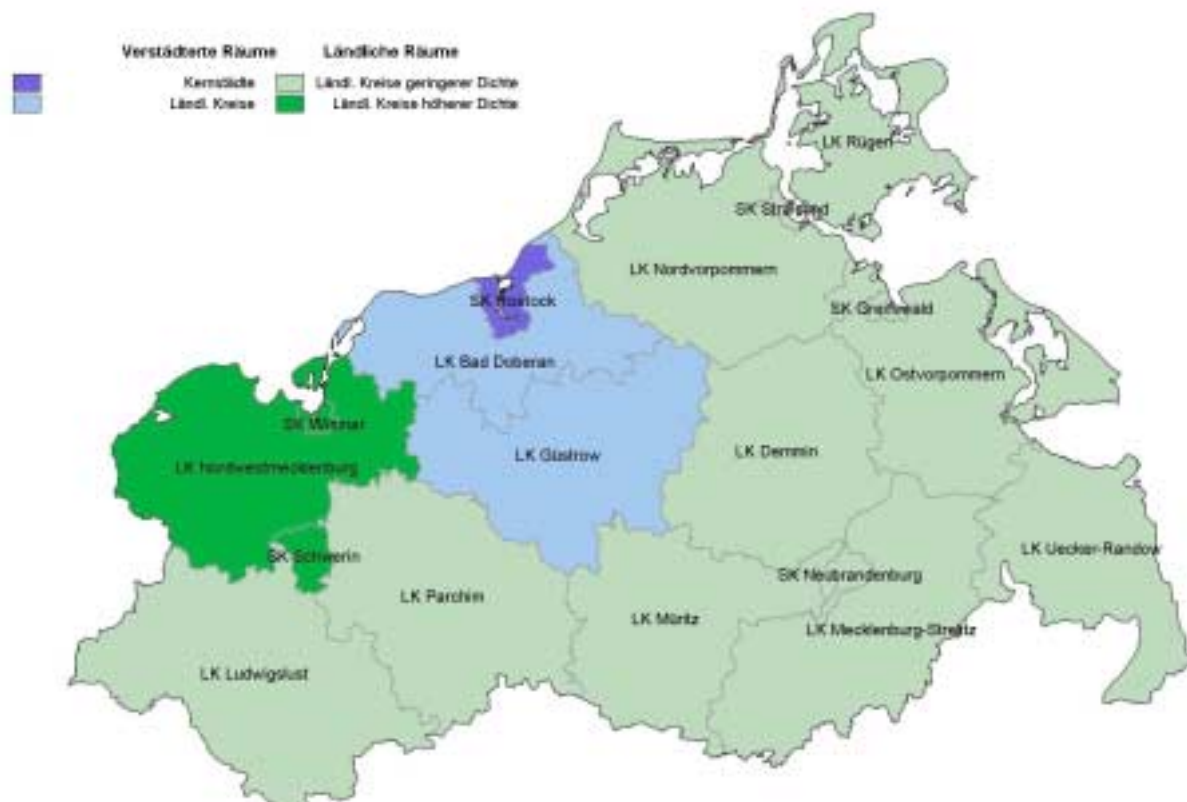 Verstädterte Räume Ländliche Räume
Kernstädte Ländl. Kreise geringerer Dichte
Ländl. Kreise Ländl. Kreise höherer Dichte
LK Rügen
SK Stralsund
LK Nordvorpommern
SK Rostock
SK Greifswald
LK Bad Doberan
LK Ostvorpommern
SK Wismar
LK Güstrow
LK Demmin
LK Nordwestmecklenburg
SK Schwerin
LK Uecker-Randow
SK Neubrandenburg
LK Parchim
LK Müritz
LK Mecklenburg-Strelitz
LK Ludwigslust